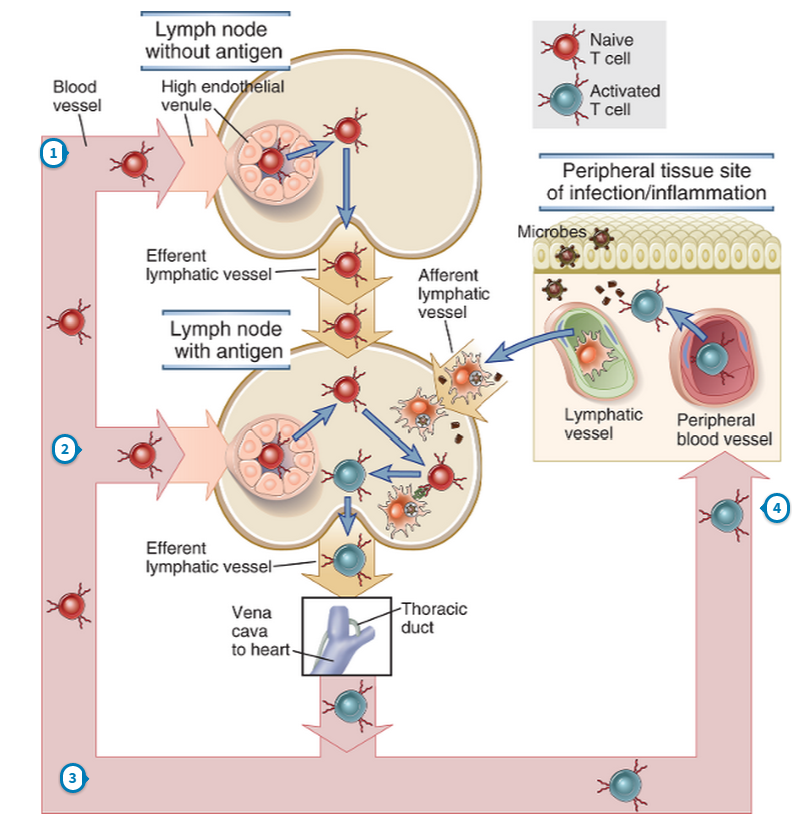 Lymph node
without antigen
Naive
T cell
Activated
T cell
Blood
vessel
High endothelial
venule
1
Peripheral tissue site
of infection/inflammation
Microbes
Efferent
lymphatic vessel
Afferent
lymphatic
vessel
Lymph node
with antigen
Lymphatic
vessel
Peripheral
blood vessel
2
4
Efferent
lymphatic vessel
Vena
cava
to heart
Thoracic
duct
3